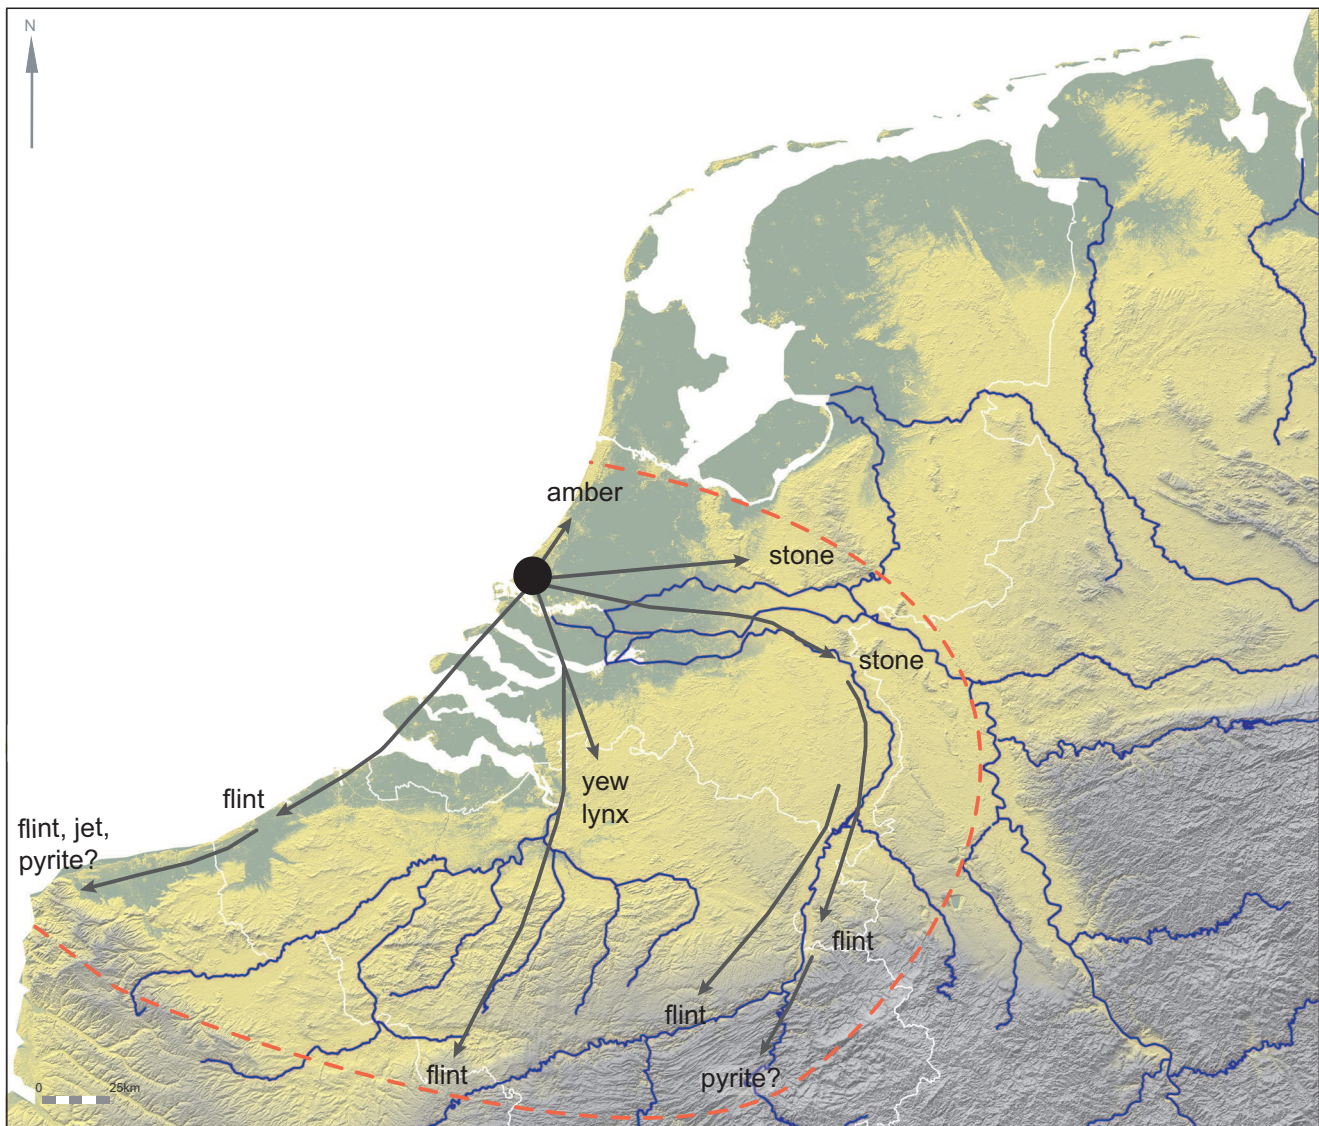 N
amber
stone
stone
yew
lynx
flint
flint, jet,
pyrite?
flint
flint
pyrite?
flint
0 25km